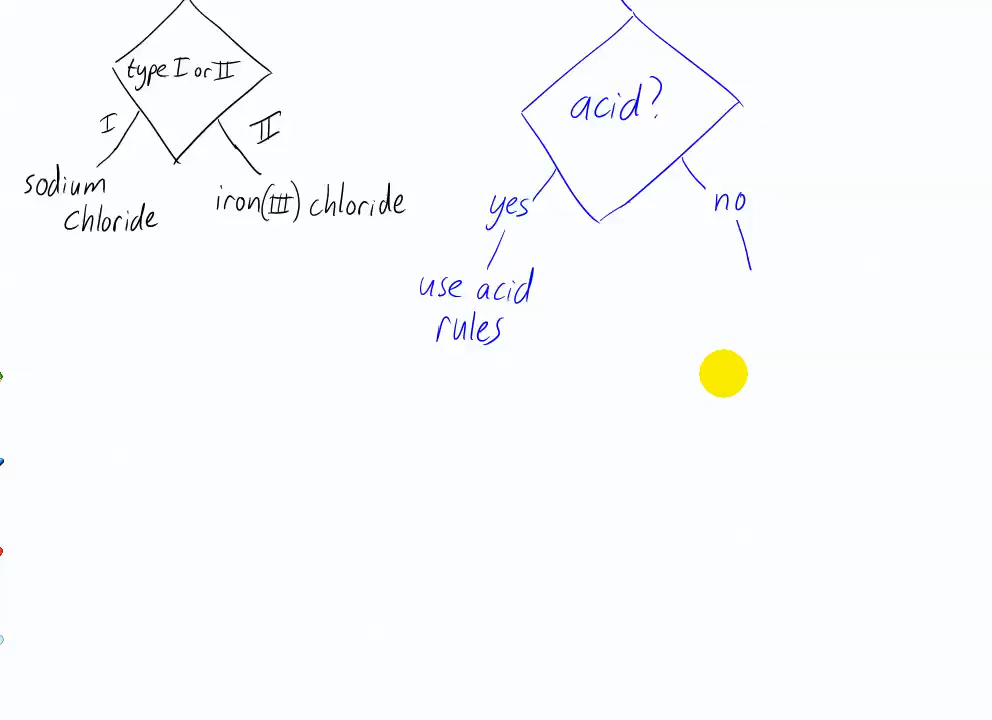 type I or II
I
II
sodium
chloride
iron(III) chloride
acid?
yes
no
use acid
rules